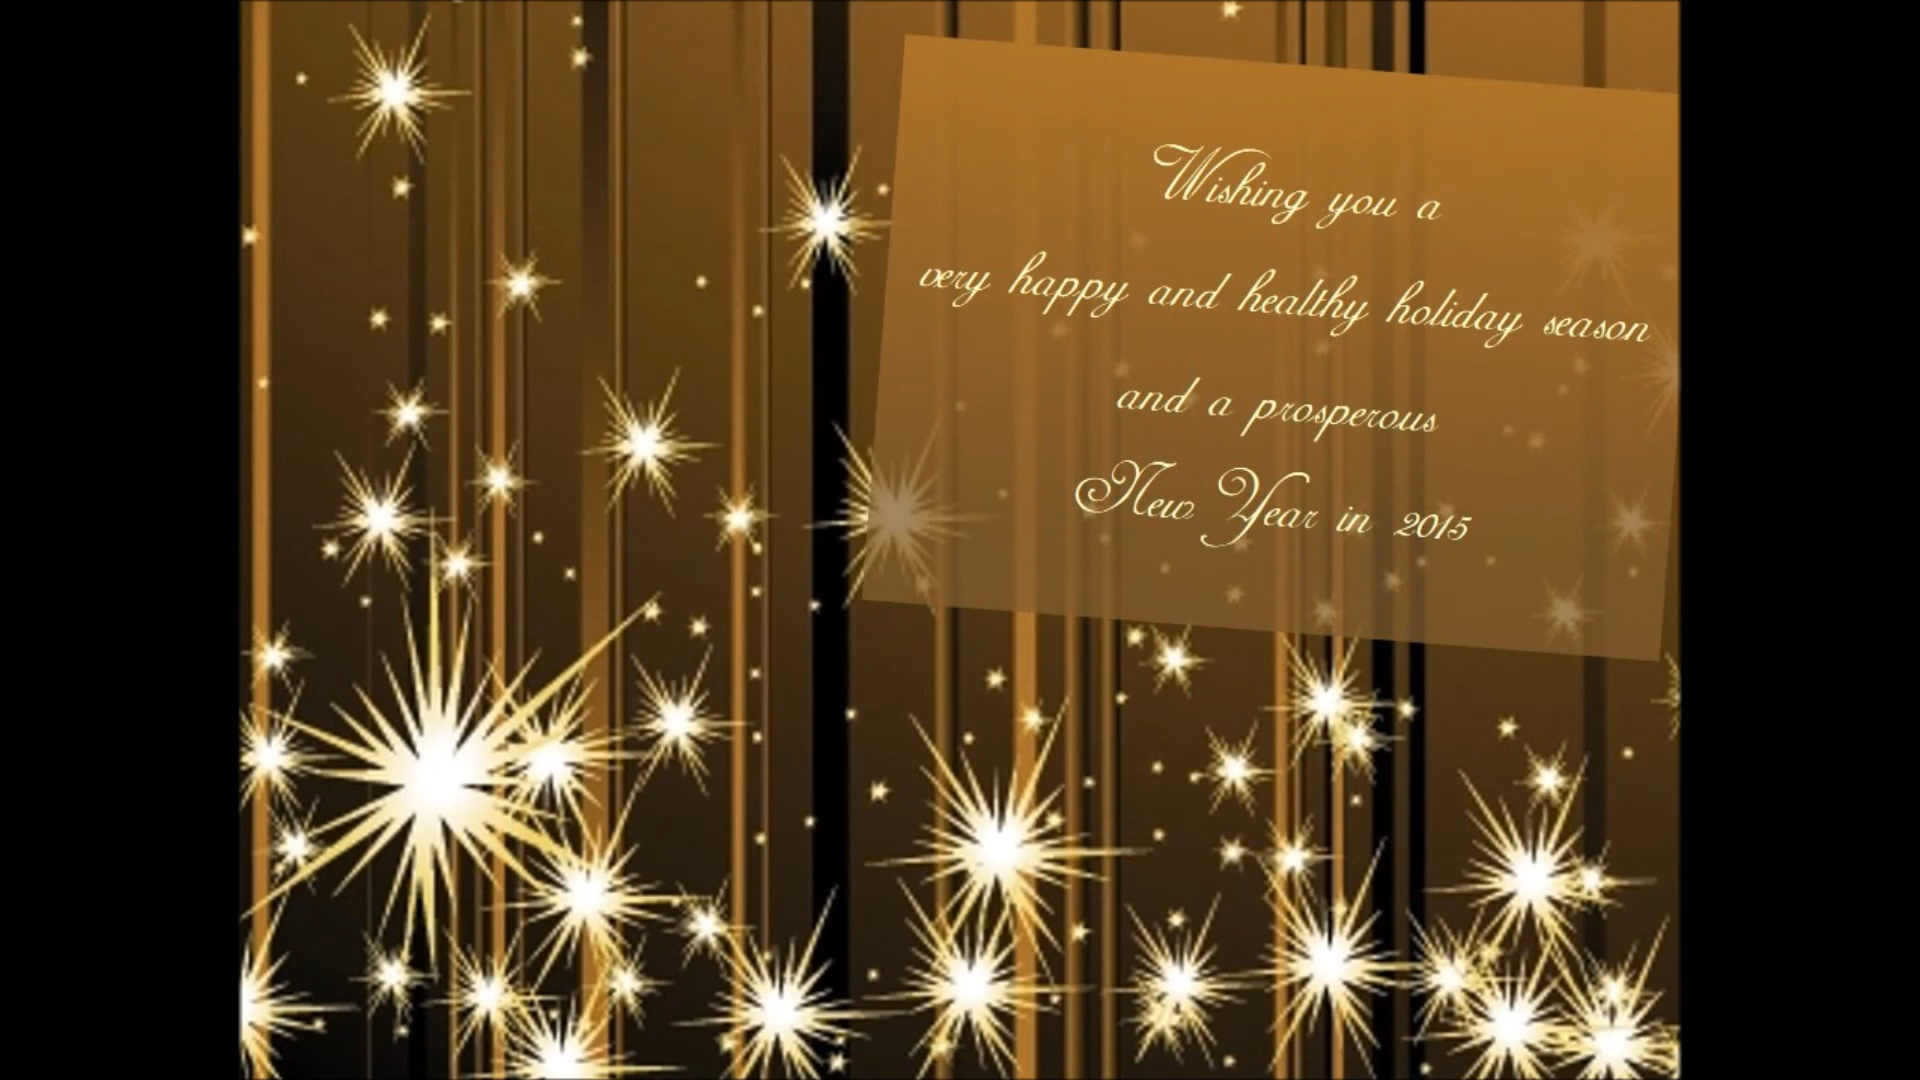 Wishing you a
very happy and healthy holiday season
and a prosperous
New Year in 2015